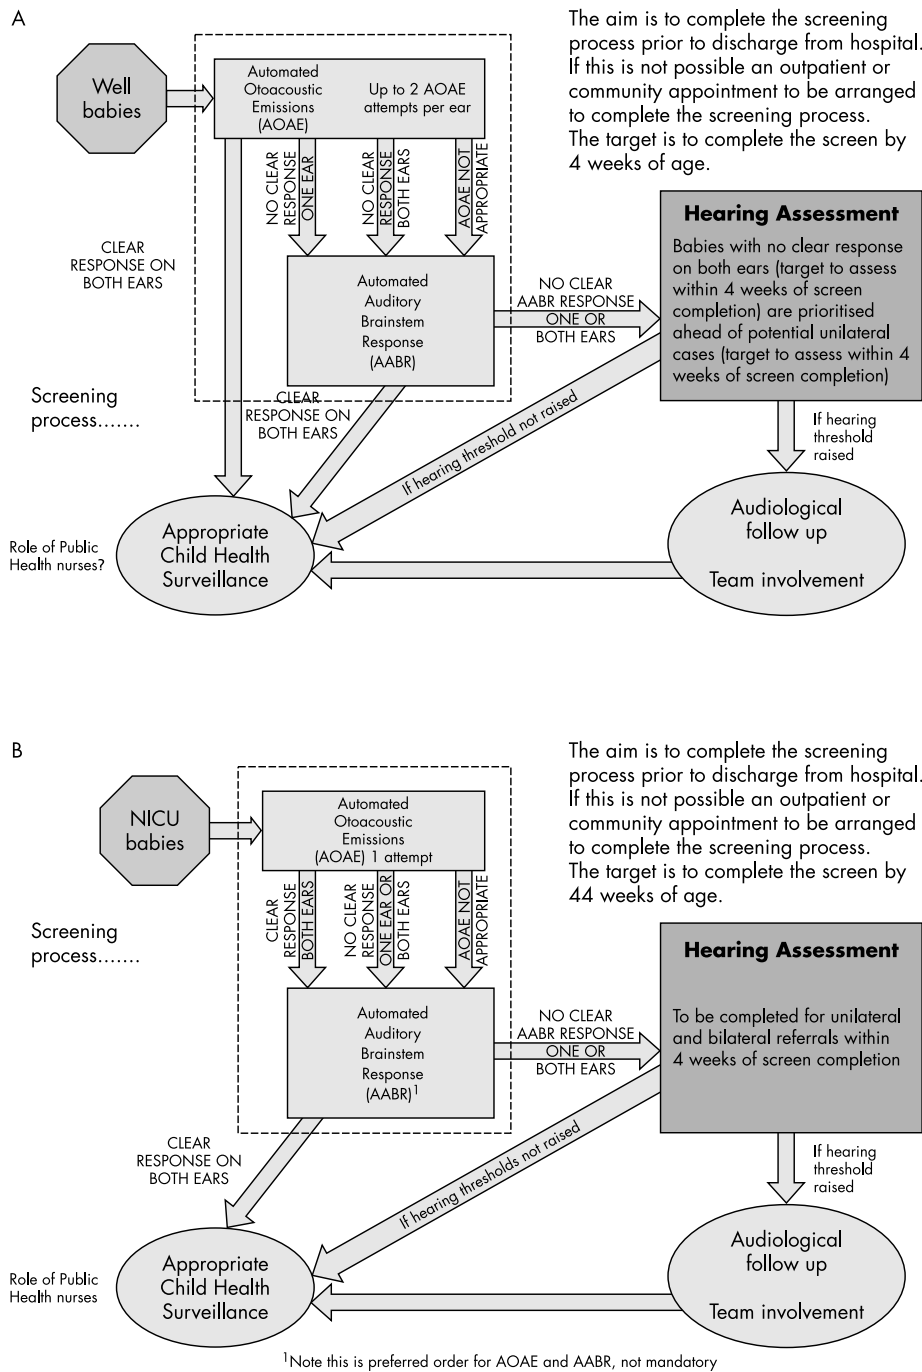 A
The aim is to complete the screening
process prior to discharge from hospital.
If this is not possible an outpatient or
community appointment to be arranged
to complete the screening process.
The target is to complete the screen by
4 weeks of age.
Well
babies
Automated
Otoacoustic
Emissions
(AOAE)
Up to 2 AOAE
attempts per ear
NO CLEAR
RESPONSE
ONE EAR
NO CLEAR
RESPONSE
BOTH EARS
AOAE NOT
APPROPRIATE
CLEAR
RESPONSE ON
BOTH EARS
Automated
Auditory
Brainstem
Response
(AABR)
NO CLEAR
AABR RESPONSE
ONE OR
BOTH EARS
Hearing Assessment
Babies with no clear response
on both ears (target to assess
within 4 weeks of screen
completion) are prioritised
ahead of potential unilateral
cases (target to assess within 4
weeks of screen completion)
Screening
process.......
CLEAR
RESPONSE ON
BOTH EARS
If hearing threshold not raised
If hearing
threshold
raised
Role of Public
Health nurses?
Appropriate
Child Health
Surveillance
Audiological
follow up
Team involvement
B
The aim is to complete the screening
process prior to discharge from hospital.
If this is not possible an outpatient or
community appointment to be arranged
to complete the screening process.
The target is to complete the screen by
44 weeks of age.
NICU
babies
Automated
Otoacoustic
Emissions
(AOAE) 1 attempt
CLEAR
RESPONSE
BOTH EARS
NO CLEAR
RESPONSE
ONE EAR OR
BOTH EARS
AOAE NOT
APPROPRIATE
Screening
process.......
Automated
Auditory
Brainstem
Response
(AABR)1
NO CLEAR
AABR RESPONSE
ONE OR
BOTH EARS
Hearing Assessment
To be completed for unilateral
and bilateral referrals within
4 weeks of screen completion
CLEAR
RESPONSE ON
BOTH EARS
If hearing thresholds not raised
If hearing
threshold
raised
Role of Public
Health nurses
Appropriate
Child Health
Surveillance
Audiological
follow up
Team involvement
1Note this is preferred order for AOAE and AABR, not mandatory